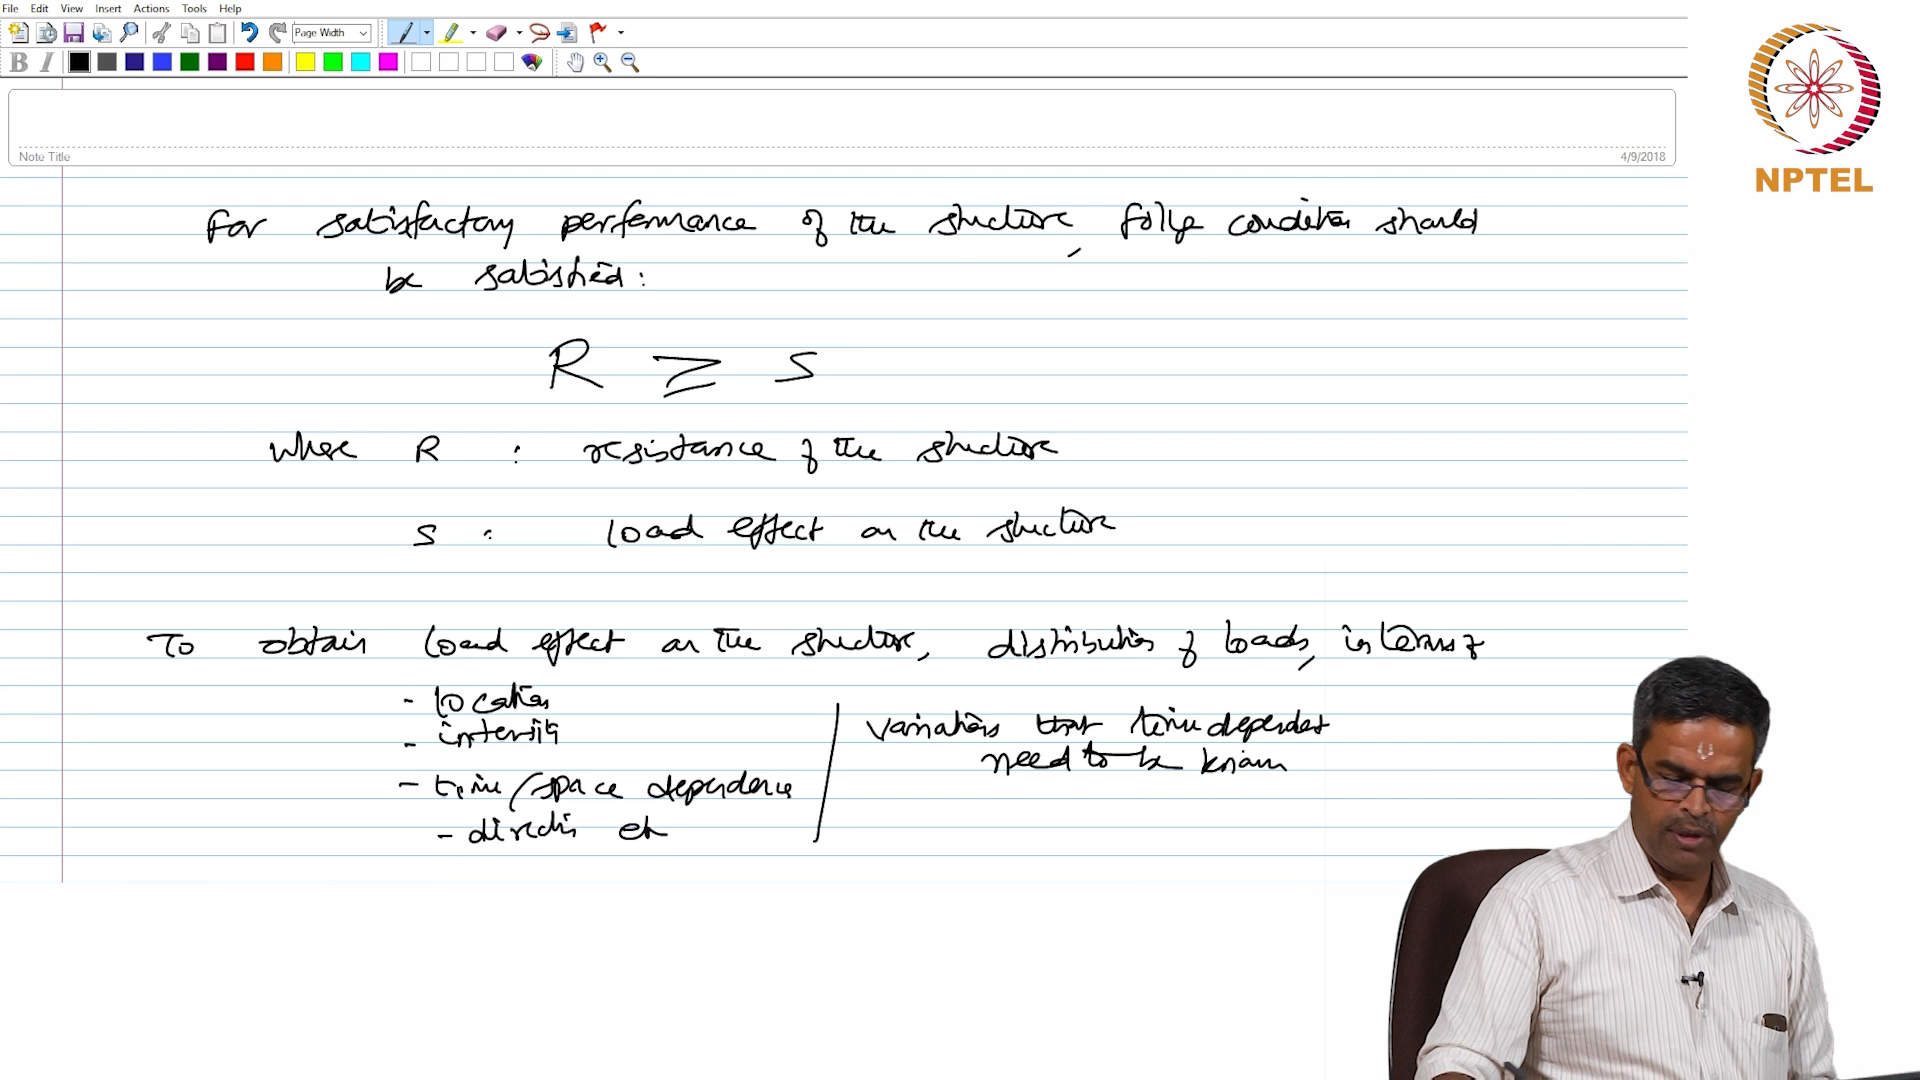 File Edit View Insert Actions Tools Help
Page Width
B I
Note Title
4/9/2018
NPTEL
For satisfactory performance of the structure, follg condition should
be satisfied:
R ≥ S
where R : resistance of the structure
S : load effect on the structure
To obtain load effect on the structure, distribution of loads, in terms of
- location
- intensity
- time/space dependence
- direction etc
Variations that time dependent
need to be known